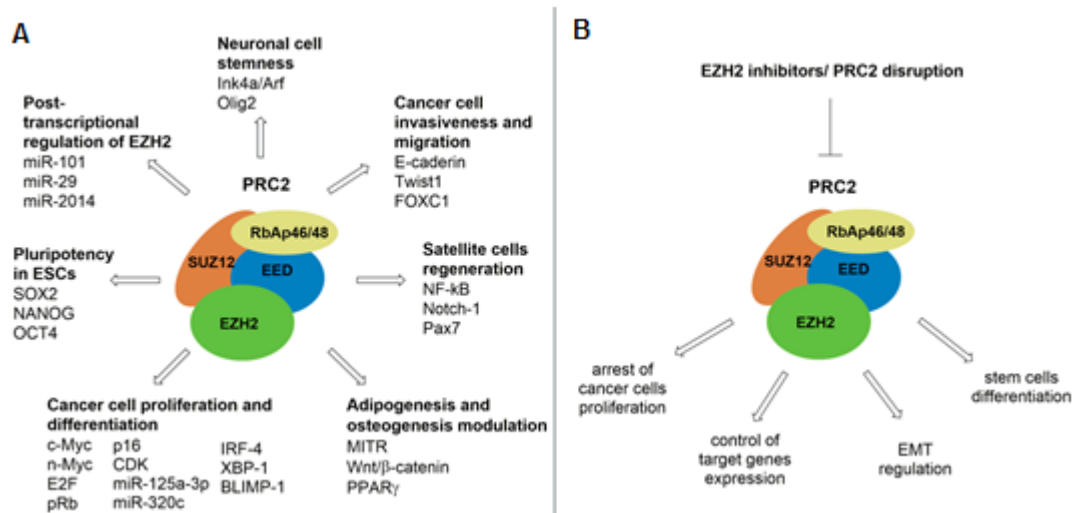 A
Neuronal cell
stemness
Ink4a/Arf
Olig2
Post-
transcriptional
regulation of EZH2
miR-101
miR-29
miR-2014
Cancer cell
invasiveness and
migration
E-caderin
Twist1
FOXC1
PRC2
RbAp46/48
SUZ12
EED
EZH2
Pluripotency
in ESCs
SOX2
NANOG
OCT4
Satellite cells
regeneration
NF-kB
Notch-1
Pax7
Cancer cell proliferation and
differentiation
c-Myc p16 IRF-4
n-Myc CDK XBP-1
E2F miR-125a-3p BLIMP-1
pRb miR-320c
Adipogenesis and
osteogenesis modulation
MITR
Wnt/β-catenin
PPARγ
B
EZH2 inhibitors/ PRC2 disruption
PRC2
RbAp46/48
SUZ12
EED
EZH2
arrest of
cancer cells
proliferation
control of
target genes
expression
EMT
regulation
stem cells
differentiation